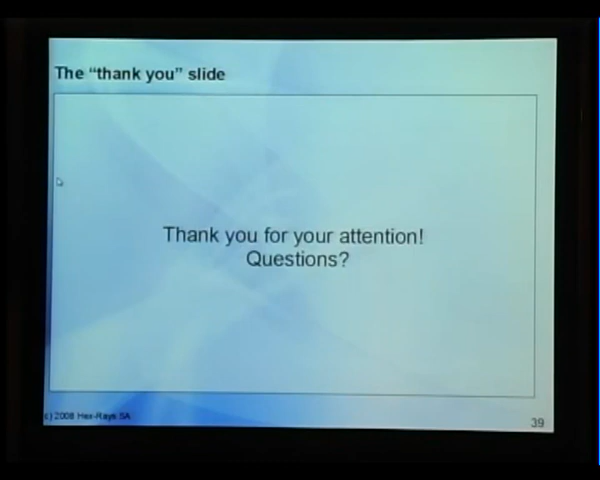 The “thank you” slide
Thank you for your attention!
Questions?
(c) 2008 Hex-Rays SA
39